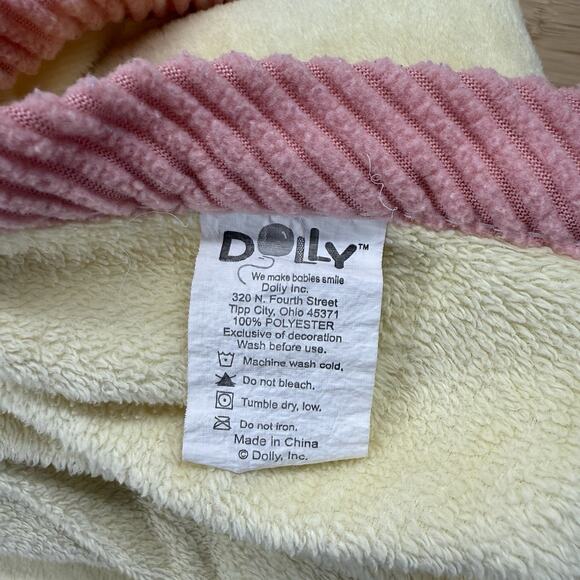 DOLLY™
We make babies smile
Dolly Inc.
320 N. Fourth Street
Tipp City, Ohio 45371
100% POLYESTER
Exclusive of decoration
Wash before use.
Machine wash cold.
Do not bleach.
Tumble dry, low.
Do not iron.
Made in China
© Dolly, Inc.